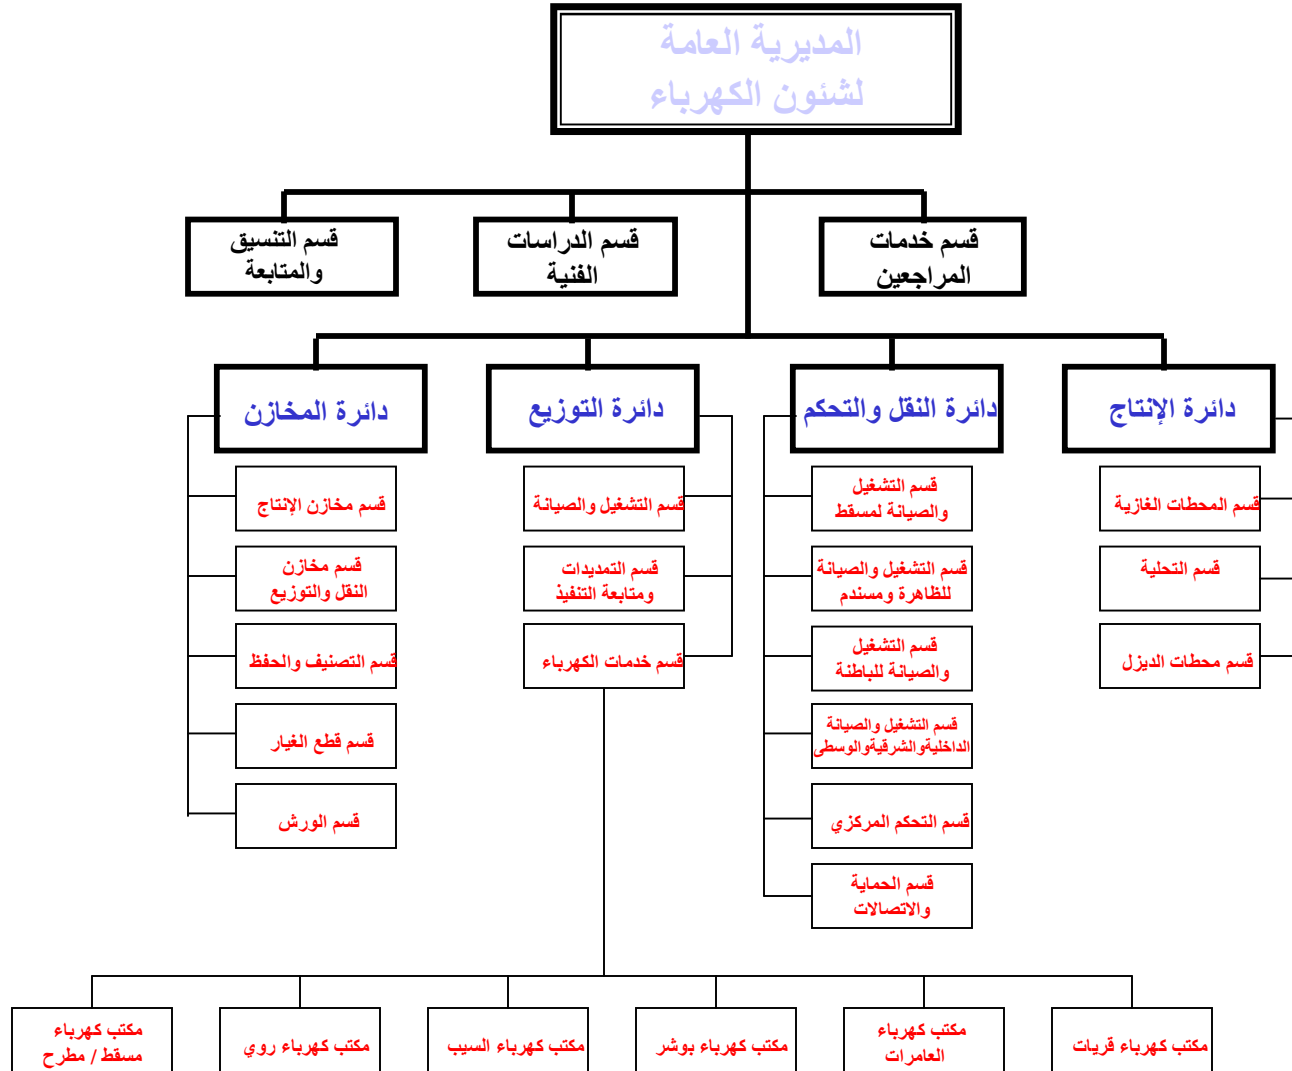 المديرية العامة
لشئون الكهرباء
قسم خدمات
المراجعين
قسم الدراسات
الفنية
قسم التنسيق
والمتابعة
دائرة الإنتاج
دائرة النقل والتحكم
دائرة التوزيع
دائرة المخازن
قسم المحطات الغازية
قسم التحلية
قسم محطات الديزل
قسم التشغيل
والصيانة لمسقط
قسم التشغيل والصيانة
للظاهرة ومسندم
قسم التشغيل
والصيانة للباطنة
قسم التشغيل والصيانة
الداخليةوالشرقيةوالوسطى
قسم التحكم المركزي
قسم الحماية
والاتصالات
قسم التشغيل والصيانة
قسم التمديدات
ومتابعة التنفيذ
قسم خدمات الكهرباء
قسم مخازن الإنتاج
قسم مخازن
النقل والتوزيع
قسم التصنيف والحفظ
قسم قطع الغيار
قسم الورش
مكتب كهرباء قريات
مكتب كهرباء
العامرات
مكتب كهرباء بوشر
مكتب كهرباء السيب
مكتب كهرباء روي
مكتب كهرباء
مسقط / مطرح